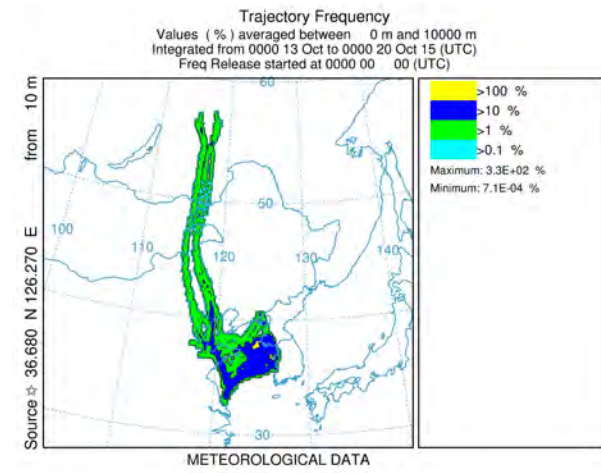 Trajectory Frequency
Values ( % ) averaged between 0 m and 10000 m
Integrated from 0000 13 Oct to 0000 20 Oct 15 (UTC)
Freq Release started at 0000 00 00 (UTC)
Source ☆ 36.680 N 126.270 E from 10 m
60
50
100
110
120
130
140
30
>100 %
>10 %
>1 %
>0.1 %
Maximum: 3.3E+02 %
Minimum: 7.1E-04 %
METEOROLOGICAL DATA